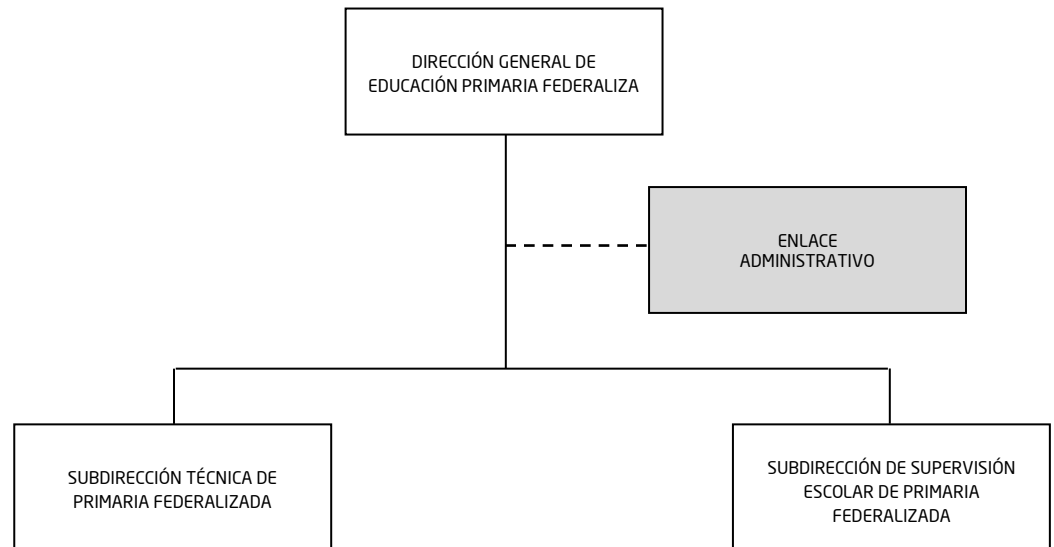 DIRECCIÓN GENERAL DE
EDUCACIÓN PRIMARIA FEDERALIZA
ENLACE
ADMINISTRATIVO
SUBDIRECCIÓN TÉCNICA DE
PRIMARIA FEDERALIZADA
SUBDIRECCIÓN DE SUPERVISIÓN
ESCOLAR DE PRIMARIA
FEDERALIZADA